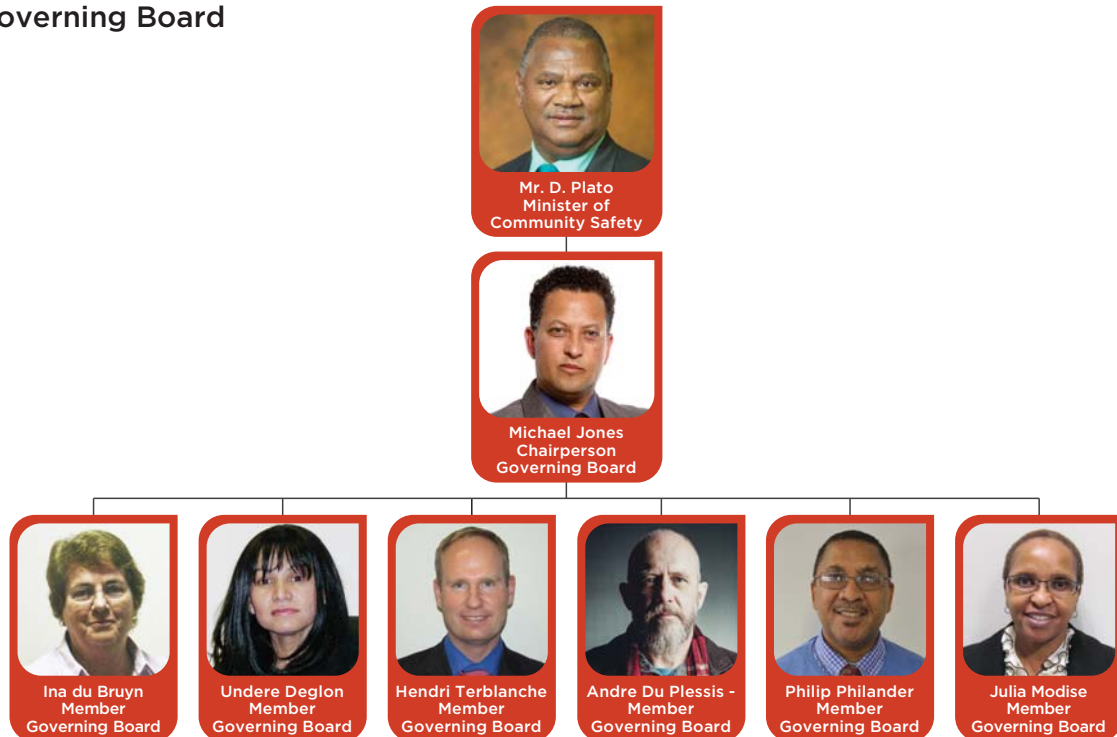 overning Board
Mr. D. Plato
Minister of
Community Safety
Michael Jones
Chairperson
Governing Board
Ina du Bruyn
Member
Governing Board
Undere Deglon
Member
Governing Board
Hendri Terblanche
Member
Governing Board
Andre Du Plessis -
Member
Governing Board
Philip Philander
Member
Governing Board
Julia Modise
Member
Governing Board